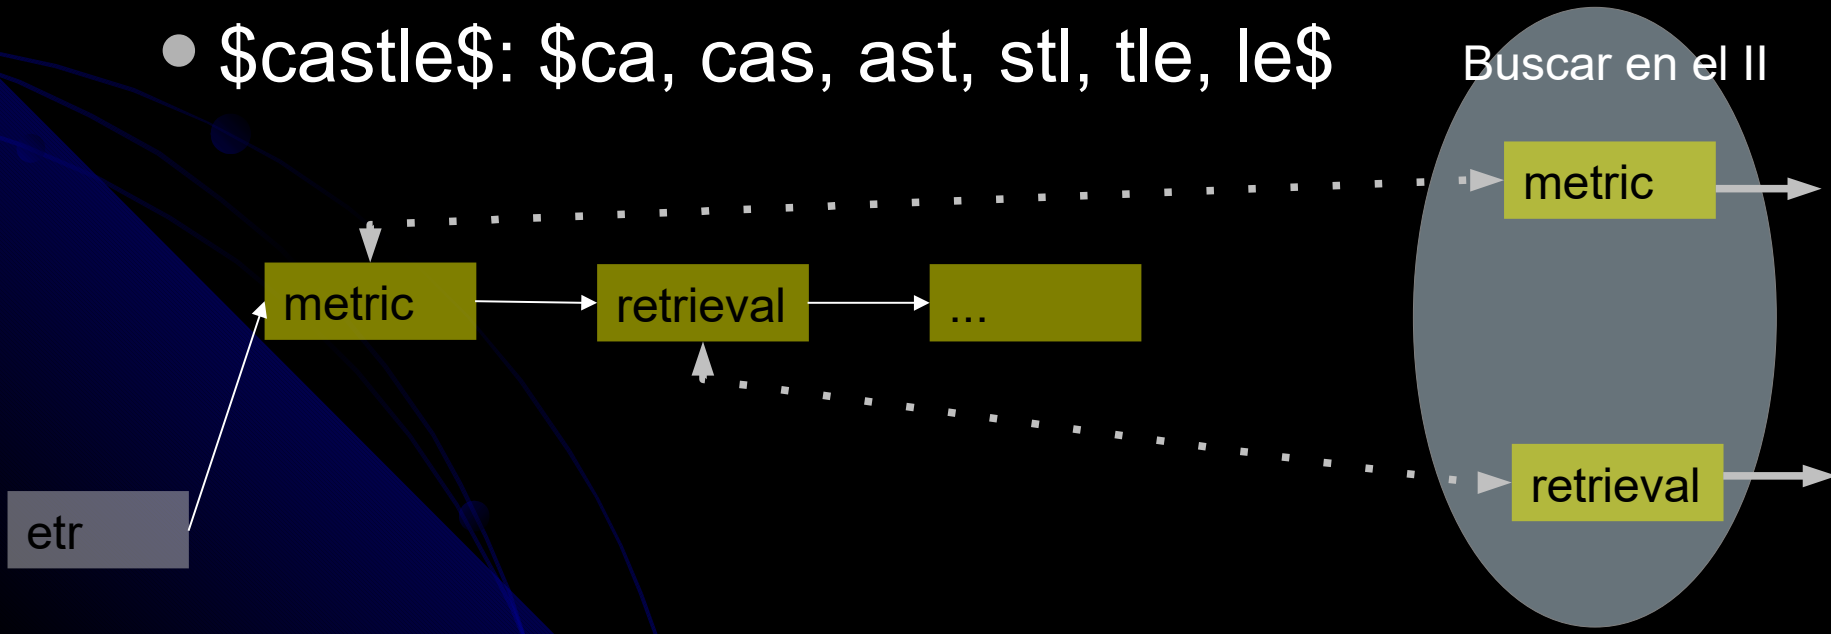 $castle$: $ca, cas, ast, stl, tle, le$
Buscar en el II
metric
metric
retrieval
...
retrieval
etr